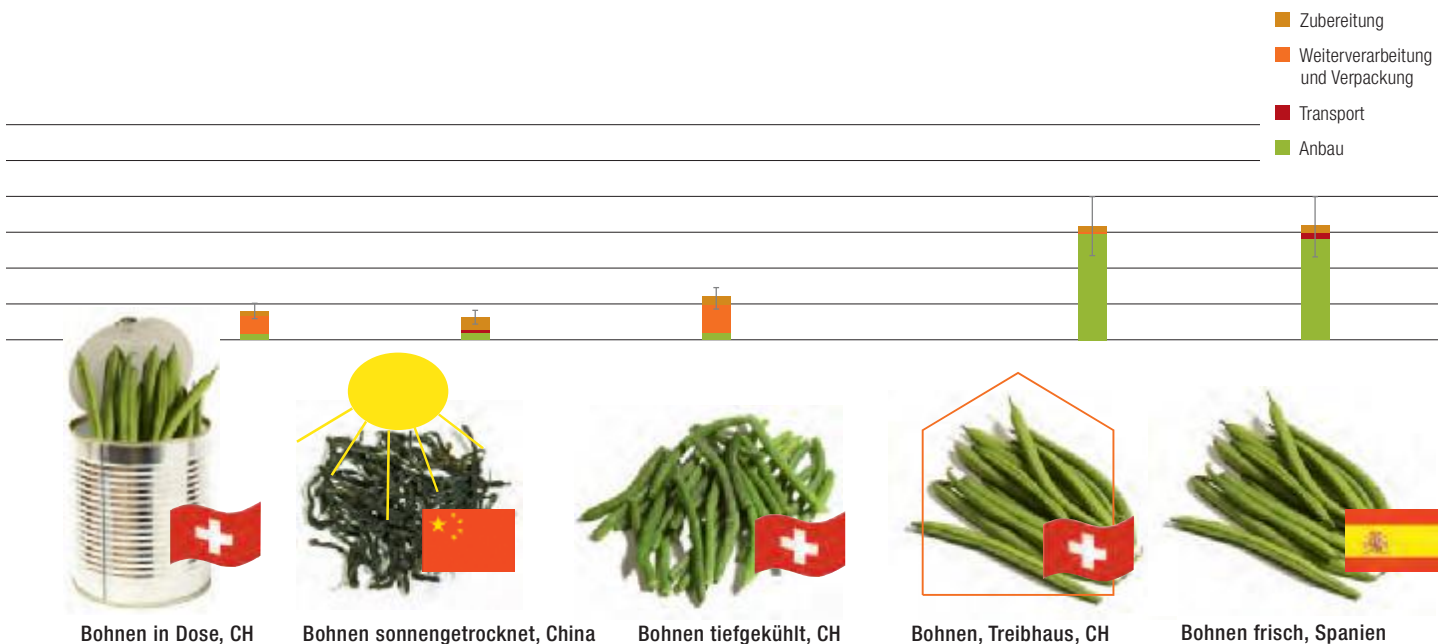 Zubereitung
Weiterverarbeitung
und Verpackung
Transport
Anbau
Bohnen in Dose, CH
Bohnen sonnengetrocknet, China
Bohnen tiefgekühlt, CH
Bohnen, Treibhaus, CH
Bohnen frisch, Spanien